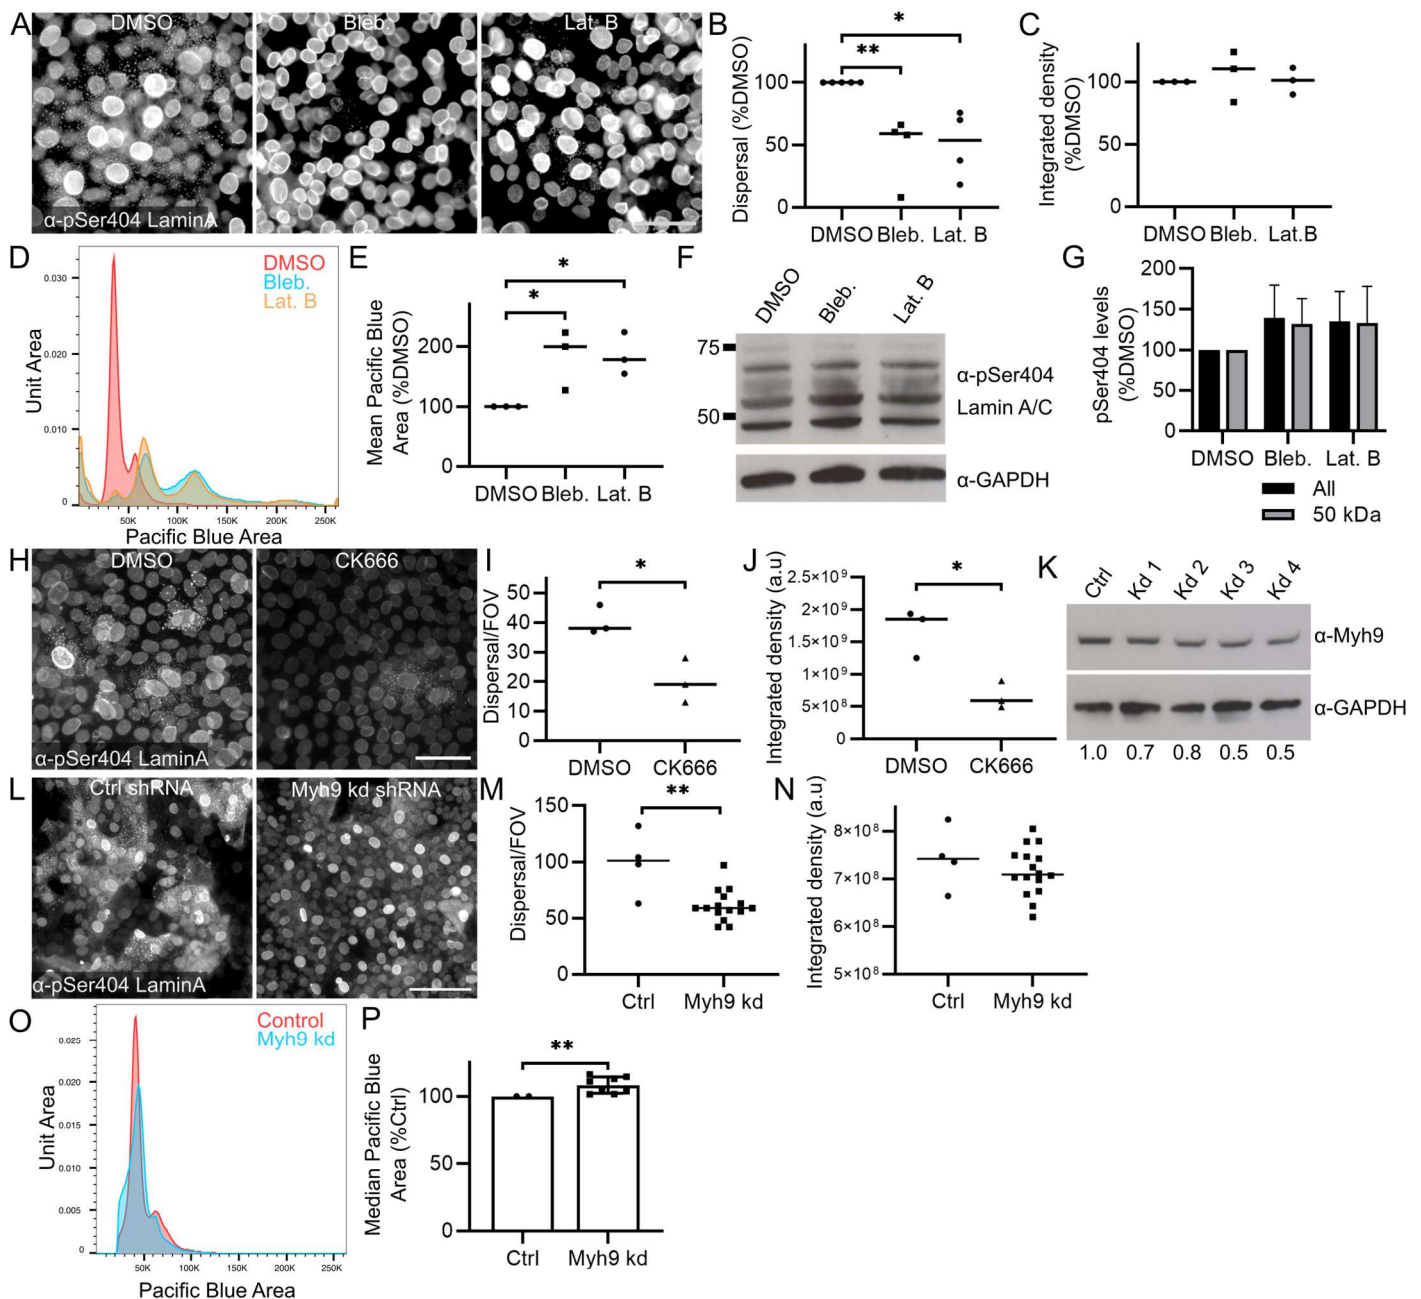 A
DMSO
Bleb.
Lat. B
α-pSer404 LaminA
B
Dispersal (%DMSO)
100
50
0
**
*
DMSO Bleb. Lat. B
C
Integrated density
(%DMSO)
100
50
0
DMSO Bleb. Lat.B
D
Unit Area
0.030
0.020
0.010
0
DMSO
Bleb.
Lat. B
50K 100K 150K 200K 250K
Pacific Blue Area
E
Mean Pacific Blue
Area (%DMSO)
200
100
0
*
*
DMSO Bleb. Lat. B
F
DMSO
Bleb.
Lat. B
75
50
α-pSer404
Lamin A/C
α-GAPDH
G
pSer404 levels
(%DMSO)
200
150
100
50
0
DMSO Bleb. Lat. B
All
50 kDa
H
DMSO
CK666
α-pSer404 LaminA
I
Dispersal/FOV
50
40
30
20
10
0
*
DMSO CK666
J
Integrated density (a.u)
2.5×10⁹
2×10⁹
1.5×10⁹
1×10⁹
5×10⁸
0
*
DMSO CK666
K
Ctrl
Kd 1
Kd 2
Kd 3
Kd 4
α-Myh9
α-GAPDH
1.0 0.7 0.8 0.5 0.5
L
Ctrl shRNA
Myh9 kd shRNA
α-pSer404 LaminA
M
Dispersal/FOV
150
100
50
0
**
Ctrl Myh9 kd
N
Integrated density (a.u)
8×10⁸
7×10⁸
6×10⁸
5×10⁸
Ctrl Myh9 kd
O
Unit Area
0.025
0.020
0.015
0.010
0.005
0
Control
Myh9 kd
50K 100K 150K 200K 250K
Pacific Blue Area
P
Median Pacific Blue
Area (%Ctrl)
100
50
0
**
Ctrl Myh9 kd